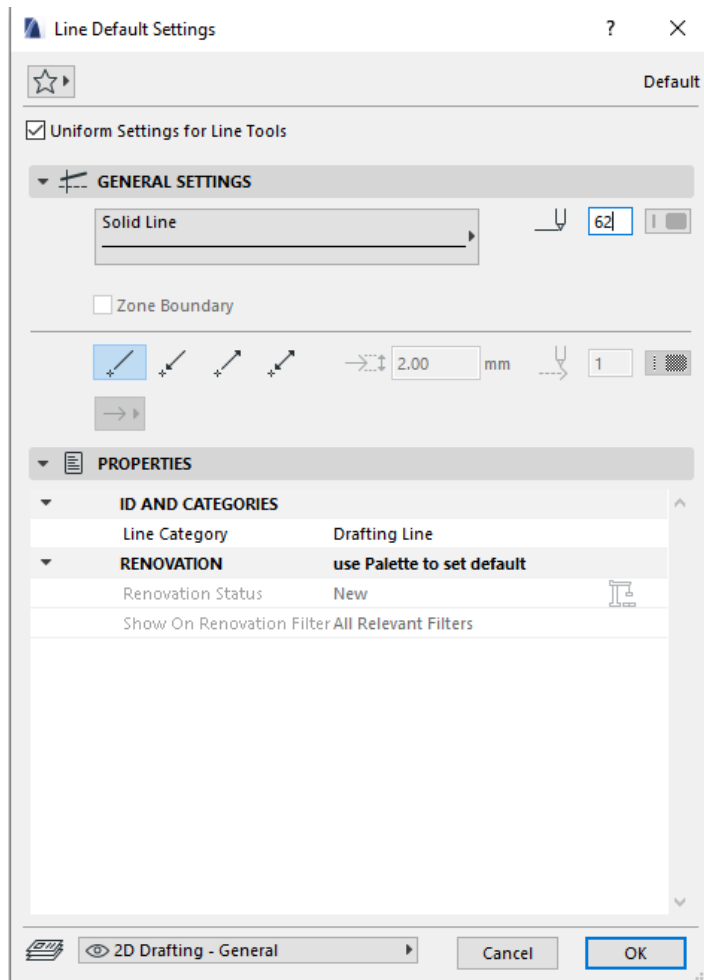 Line Default Settings
?
Default
Uniform Settings for Line Tools
GENERAL SETTINGS
Solid Line
62
Zone Boundary
2.00 mm
1
PROPERTIES
ID AND CATEGORIES
Line Category Drafting Line
RENOVATION use Palette to set default
Renovation Status New
Show On Renovation Filter All Relevant Filters
2D Drafting - General
Cancel
OK